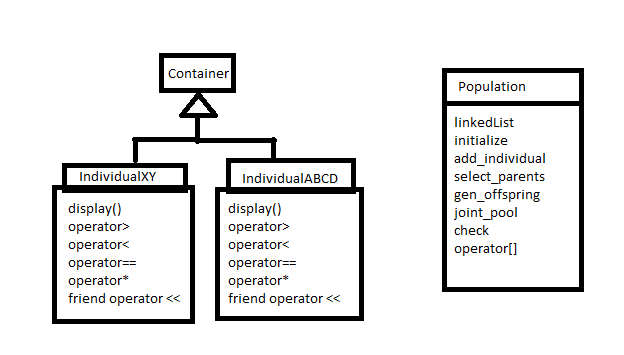 Container
IndividualXY
display()
operator>
operator<
operator==
operator*
friend operator <<
IndividualABCD
display()
operator>
operator<
operator==
operator*
friend operator <<
Population
linkedList
initialize
add_individual
select_parents
gen_offspring
joint_pool
check
operator[]